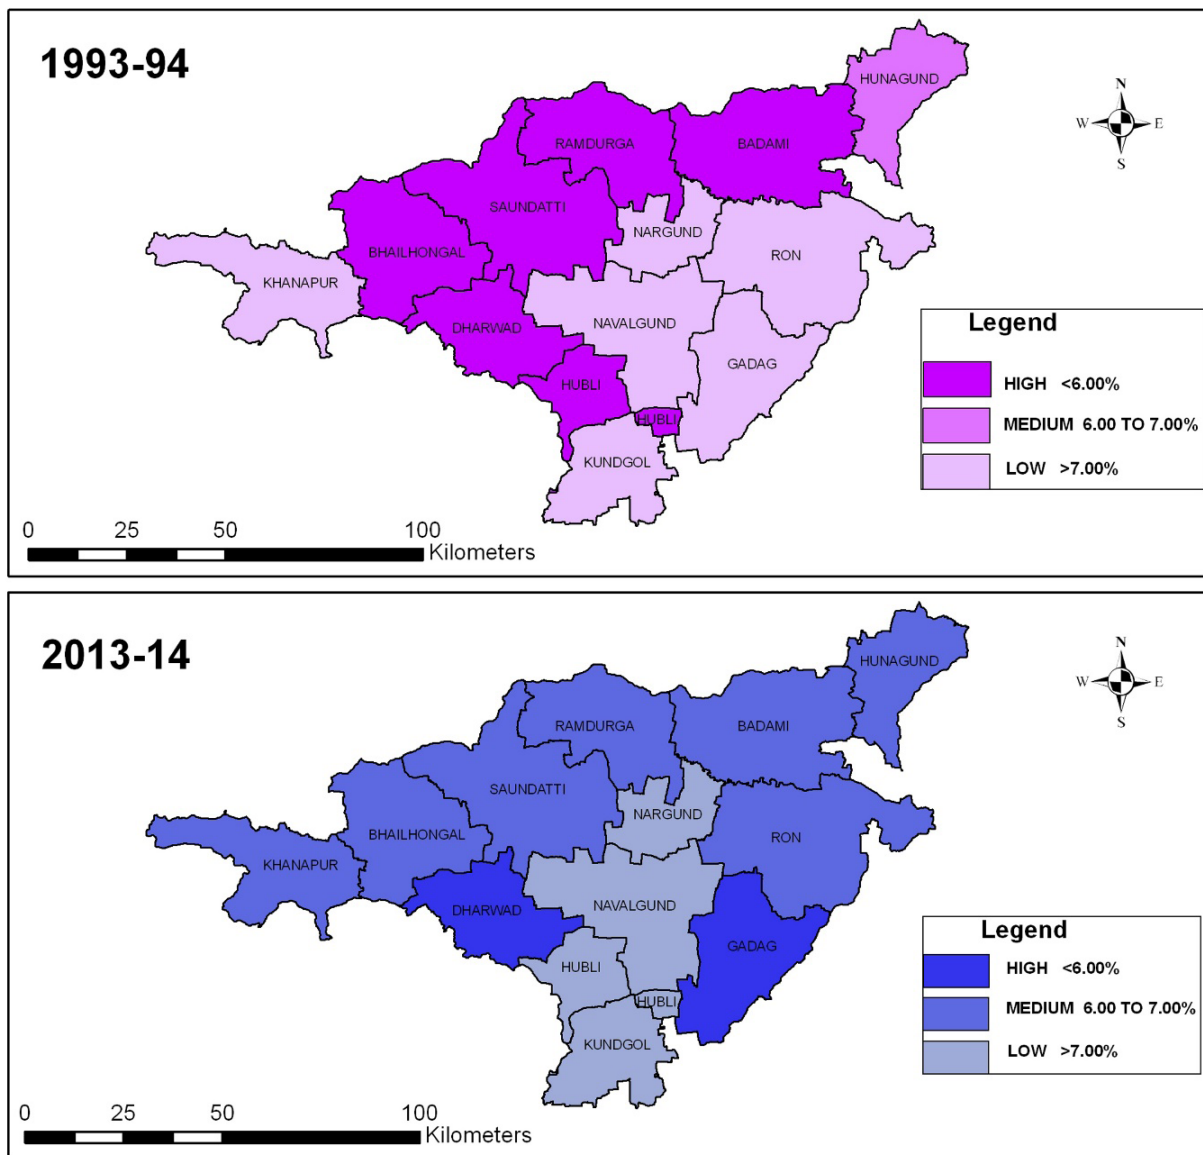 1993-94
HUNAGUND
N
W E
S
RAMDURGA
BADAMI
SAUNDATTI
NARGUND
BHAILHONGAL
RON
KHANAPUR
DHARWAD
NAVALGUND
GADAG
HUBLI
HUBLI
KUNDGOL
Legend
HIGH <6.00%
MEDIUM 6.00 TO 7.00%
LOW >7.00%
0 25 50 100
Kilometers
2013-14
HUNAGUND
N
W E
S
RAMDURGA
BADAMI
SAUNDATTI
NARGUND
BHAILHONGAL
RON
KHANAPUR
DHARWAD
NAVALGUND
GADAG
HUBLI
HUBLI
KUNDGOL
Legend
HIGH <6.00%
MEDIUM 6.00 TO 7.00%
LOW >7.00%
0 25 50 100
Kilometers